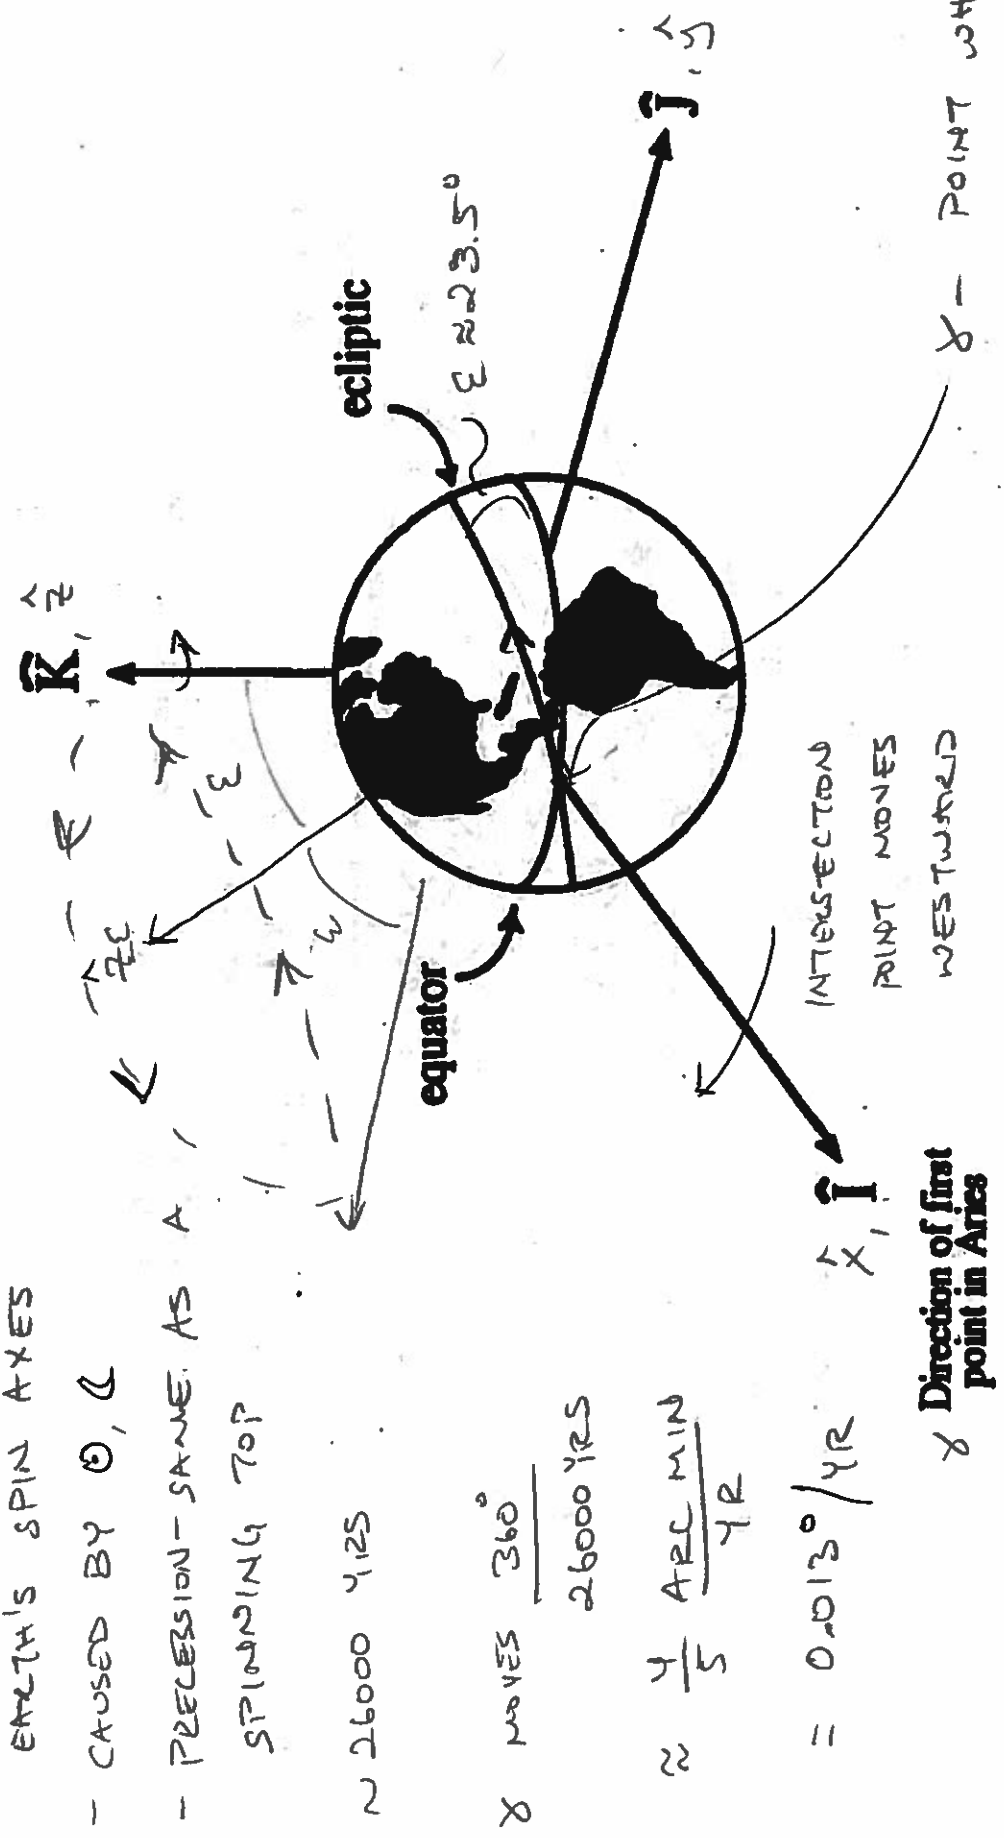 EARTH'S SPIN AXES
- CAUSED BY ☉, ☾
- PRECESSION - SAME AS A
SPINNING TOP
~ 26000 YRS
γ MOVES 360° / 26000 YRS
≈ 4/5 ARC MIN / YR
= 0.013°/YR
K̂, ẑ
ẑε
ε
ε
ecliptic
ε ≈ 23.5°
equator
Ĵ, ŷ
x̂, Î
γ Direction of first
point in Aries
INTERSECTION
POINT MOVES
WESTWARD
γ - POINT